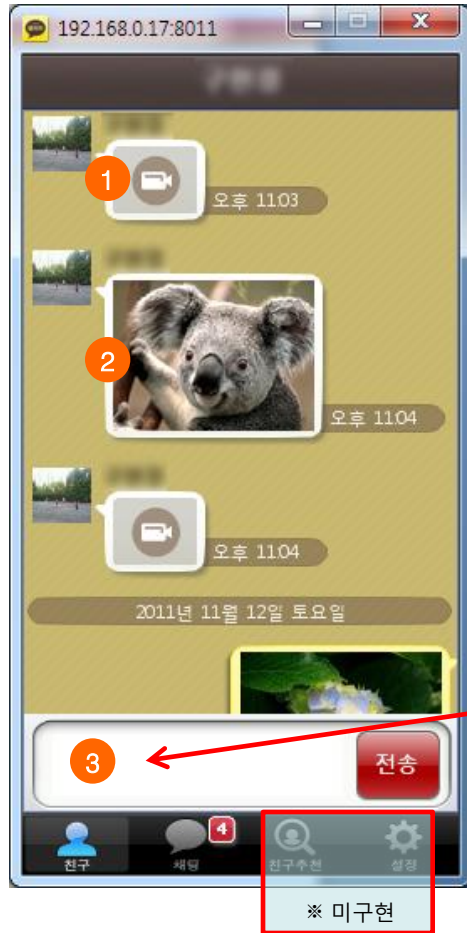 192.168.0.17:8011
1
오후 11:03
2
오후 11:04
오후 11:04
2011년 11월 12일 토요일
3
전송
4
친구
채팅
친구추천
설정
※ 미구현